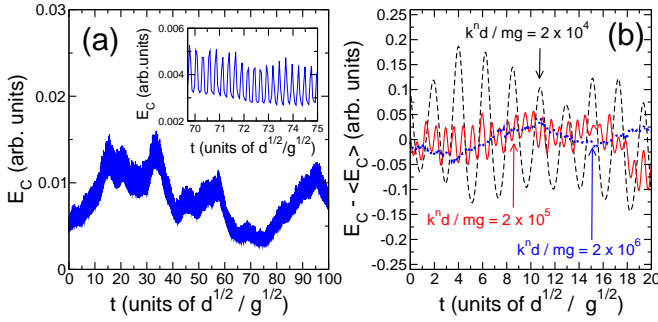 (a)
E_C (arb. units)
0.03
0.02
0.01
0
0 10 20 30 40 50 60 70 80 90 100
t (units of d^{1/2} / g^{1/2})
E_C (arb.units)
0.006
0.004
0.002
70 71 72 73 74 75
t (units of d^{1/2}/g^{1/2})
(b)
E_C - <E_C> (arb. units)
0.25
0.2
0.15
0.1
0.05
0
-0.05
-0.1
-0.15
-0.2
-0.25
k^n d / mg = 2 x 10^4
k^n d / mg = 2 x 10^5
k^n d / mg = 2 x 10^6
0 2 4 6 8 10 12 14 16 18 20
t (units of d^{1/2} / g^{1/2})